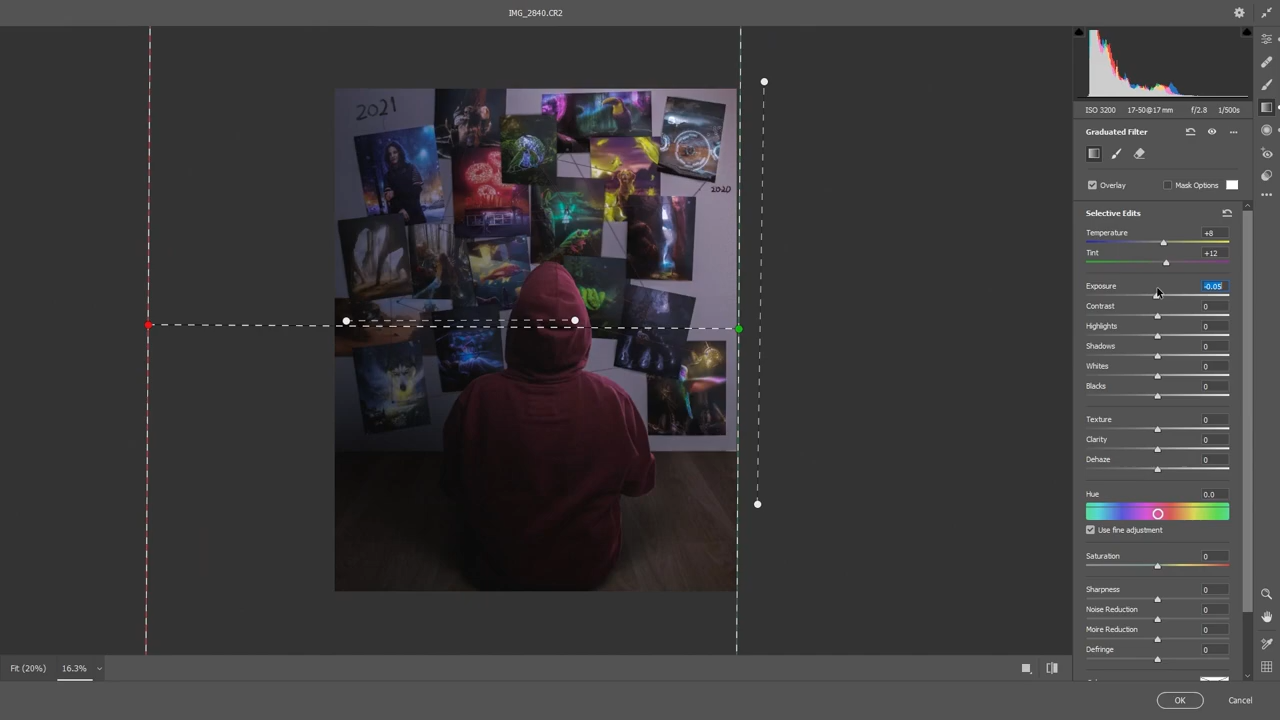 IMG_2840.CR2
ISO 3200 17-50@17 mm f/2.8 1/500s
Graduated Filter
Overlay Mask Options
Selective Edits
Temperature +8
Tint +12
Exposure -0.05
Contrast 0
Highlights 0
Shadows 0
Whites 0
Blacks 0
Texture 0
Clarity 0
Dehaze 0
Hue 0.0
Use fine adjustment
Saturation 0
Sharpness 0
Noise Reduction 0
Moire Reduction 0
Defringe 0
2021
2020
Fit (20%) 16.3%
OK Cancel